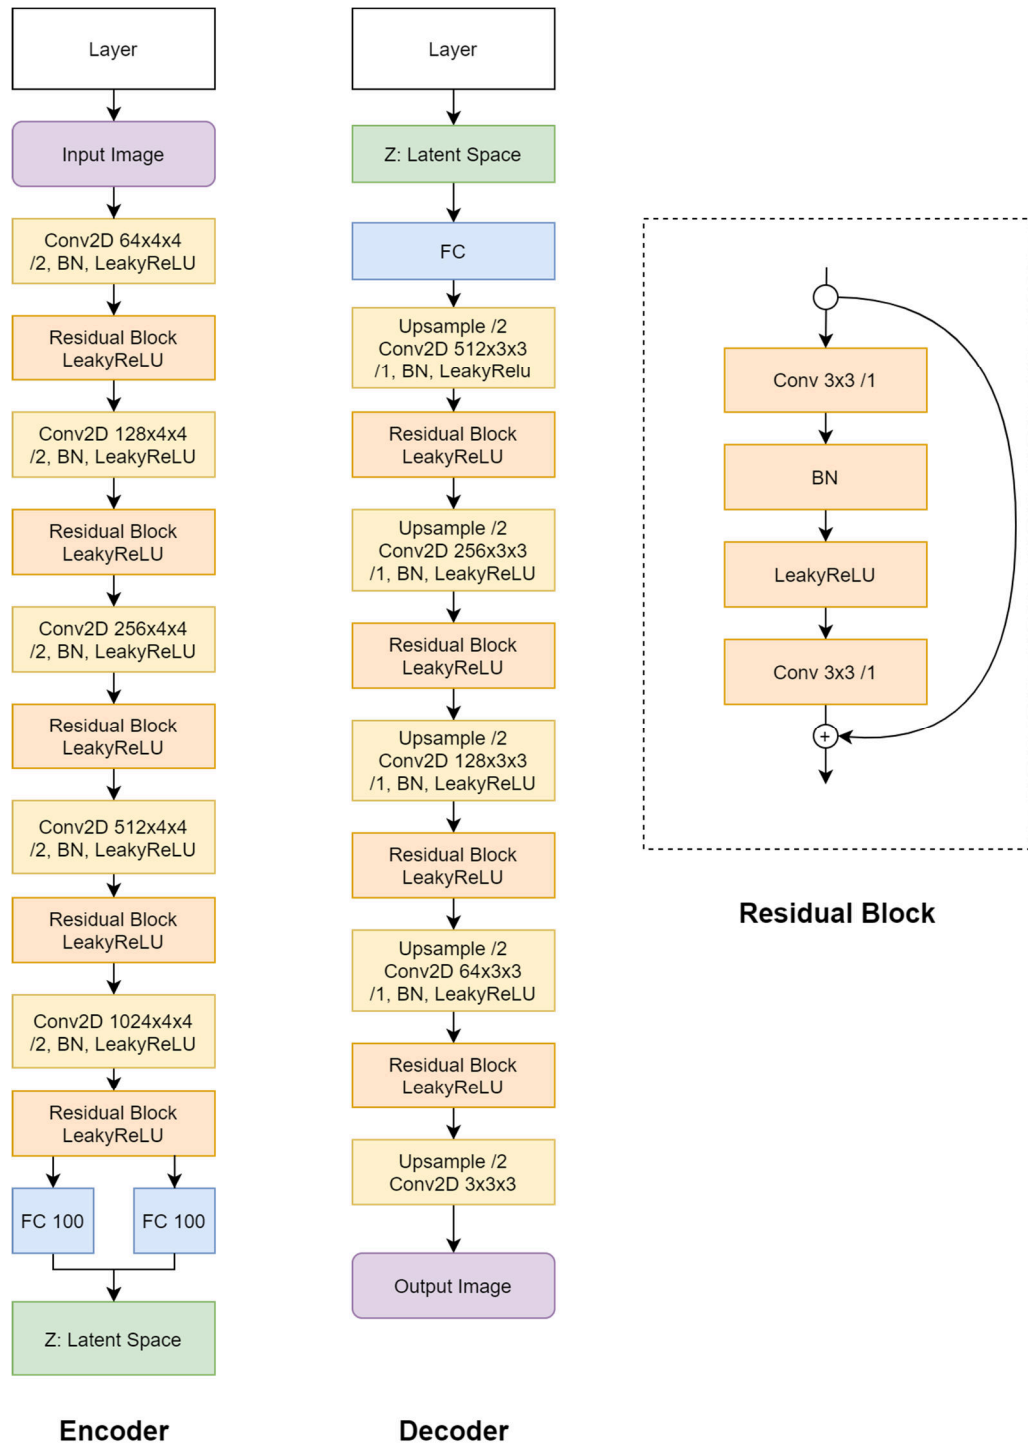 Layer
Input Image
Conv2D 64x4x4
/2, BN, LeakyReLU
Residual Block
LeakyReLU
Conv2D 128x4x4
/2, BN, LeakyReLU
Residual Block
LeakyReLU
Conv2D 256x4x4
/2, BN, LeakyReLU
Residual Block
LeakyReLU
Conv2D 512x4x4
/2, BN, LeakyReLU
Residual Block
LeakyReLU
Conv2D 1024x4x4
/2, BN, LeakyReLU
Residual Block
LeakyReLU
FC 100
FC 100
Z: Latent Space
Encoder
Layer
Z: Latent Space
FC
Upsample /2
Conv2D 512x3x3
/1, BN, LeakyRelu
Residual Block
LeakyReLU
Upsample /2
Conv2D 256x3x3
/1, BN, LeakyReLU
Residual Block
LeakyReLU
Upsample /2
Conv2D 128x3x3
/1, BN, LeakyReLU
Residual Block
LeakyReLU
Upsample /2
Conv2D 64x3x3
/1, BN, LeakyReLU
Residual Block
LeakyReLU
Upsample /2
Conv2D 3x3x3
Output Image
Decoder
Conv 3x3 /1
BN
LeakyReLU
Conv 3x3 /1
+
Residual Block